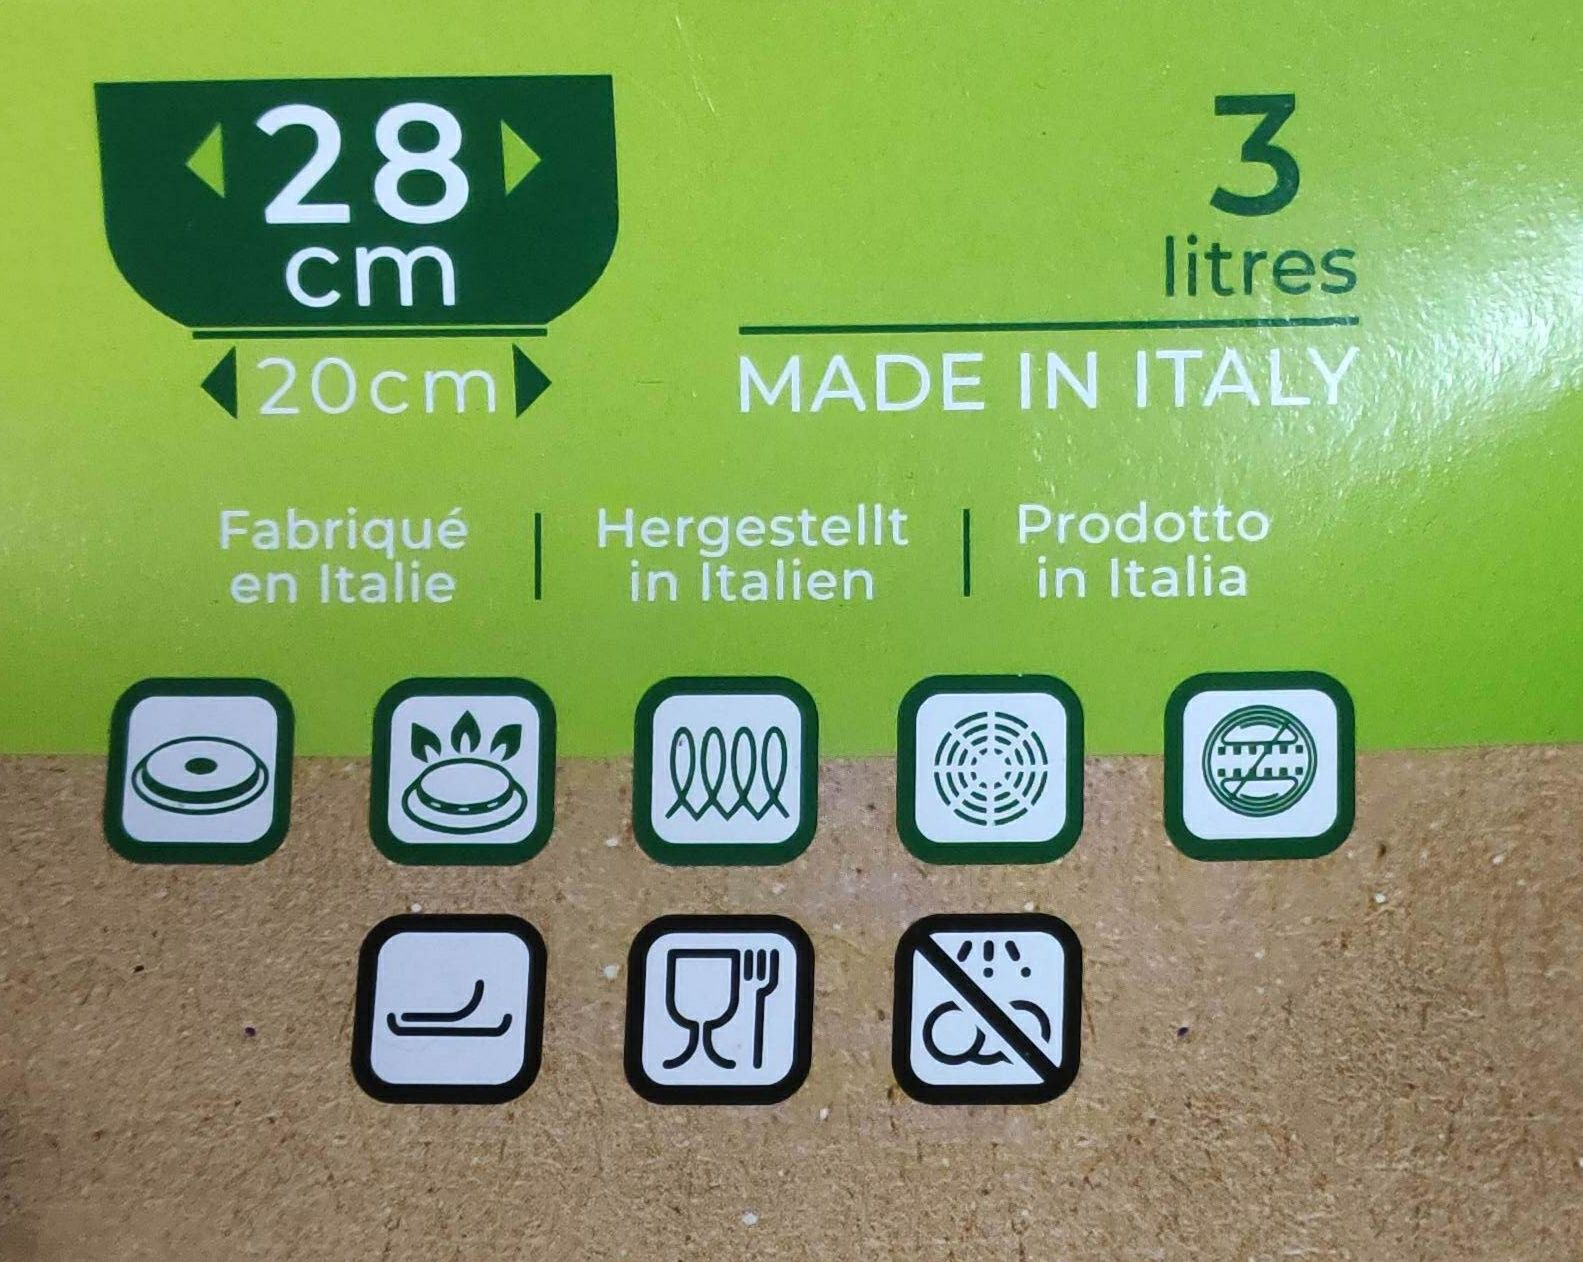 28
cm
20cm
3
litres
MADE IN ITALY
Fabriqué
en Italie
Hergestellt
in Italien
Prodotto
in Italia